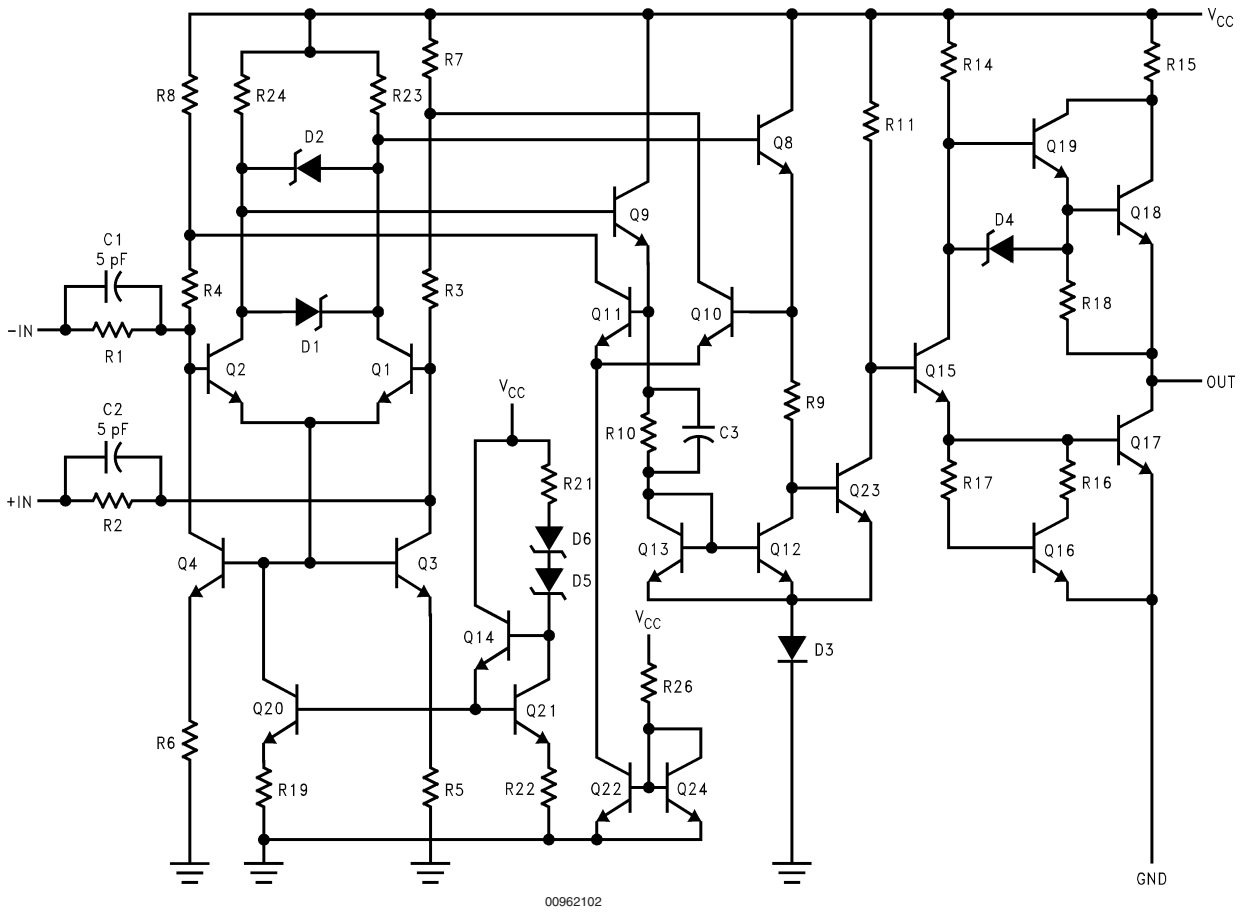 VCC
R7
R14
R15
R8
R24
R23
R11
D2
Q8
Q19
Q9
Q18
D4
C1
5 pF
R4
R3
R18
Q11
Q10
-IN
R1
D1
Q2
Q1
Q15
VCC
OUT
C2
5 pF
R10
C3
R9
Q17
R21
Q23
R17
R16
+IN
R2
D6
Q4
Q3
Q13
Q12
Q16
D5
VCC
Q14
D3
R26
Q20
Q21
R6
R19
R5
R22
Q22
Q24
GND
00962102